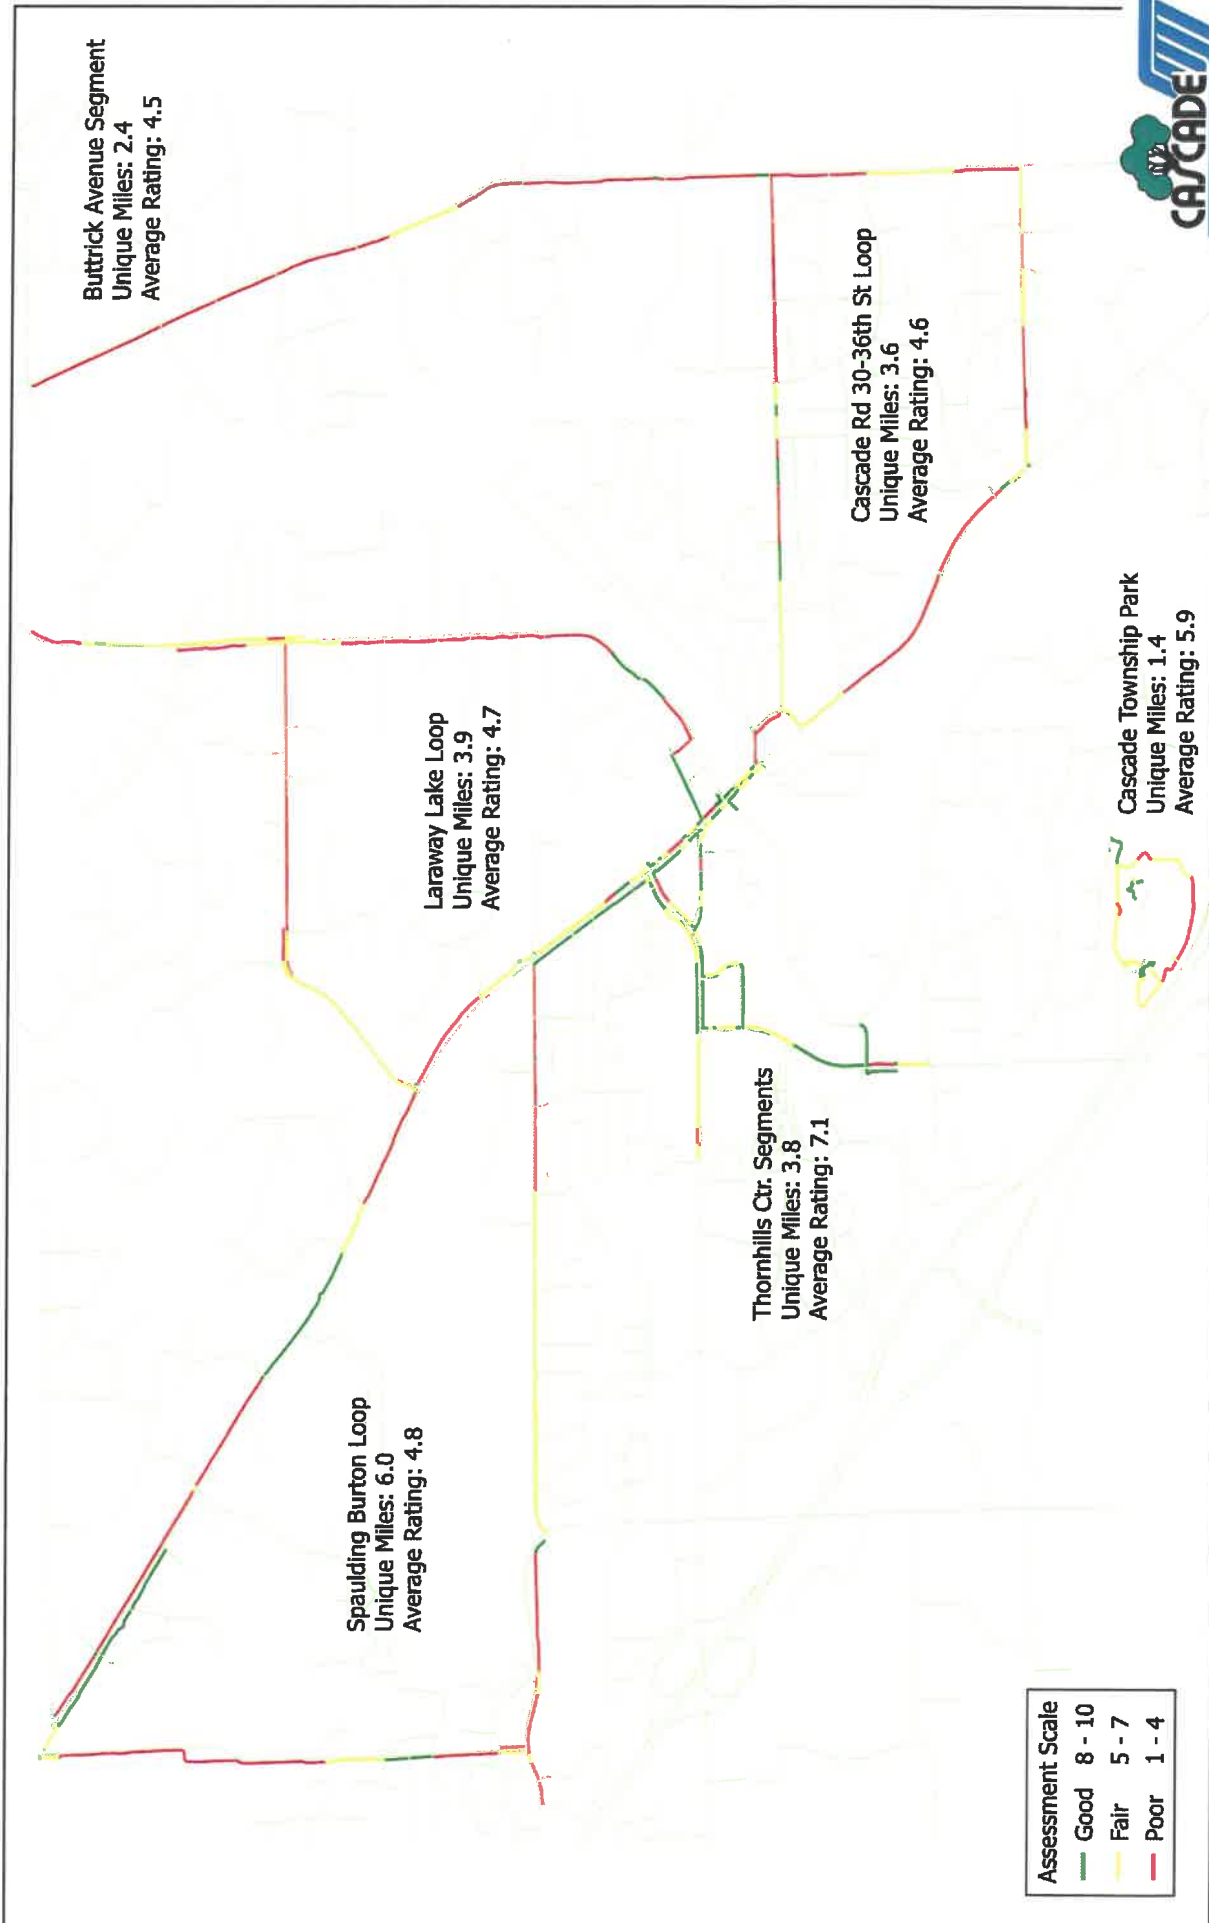 Buttrick Avenue Segment
Unique Miles: 2.4
Average Rating: 4.5
Laraway Lake Loop
Unique Miles: 3.9
Average Rating: 4.7
Cascade Rd 30-36th St Loop
Unique Miles: 3.6
Average Rating: 4.6
Spaulding Burton Loop
Unique Miles: 6.0
Average Rating: 4.8
Thornhills Ctr. Segments
Unique Miles: 3.8
Average Rating: 7.1
Cascade Township Park
Unique Miles: 1.4
Average Rating: 5.9
Assessment Scale
Good 8 - 10
Fair 5 - 7
Poor 1 - 4
CASCADE